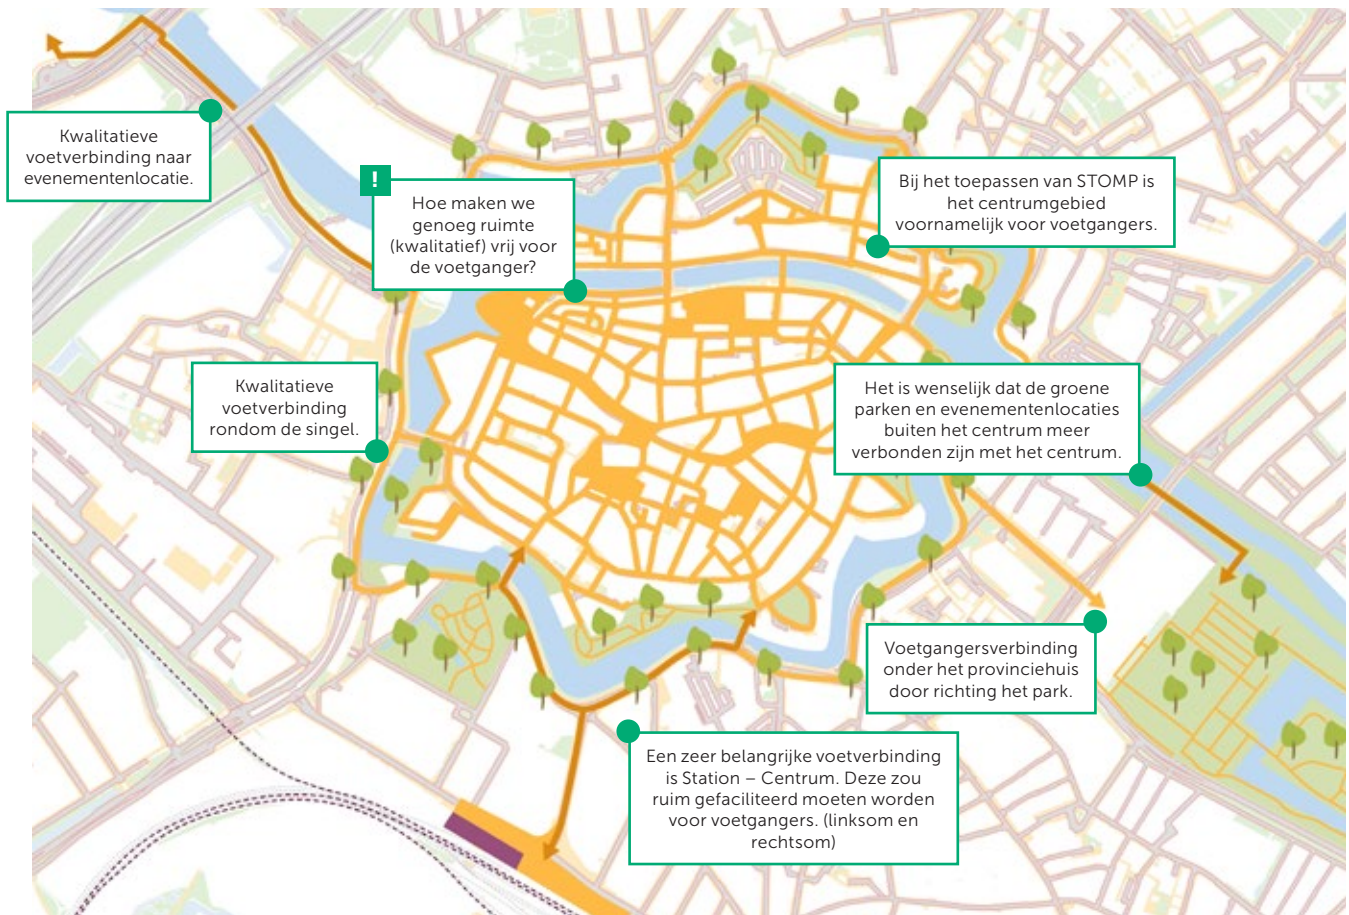 Kwalitatieve
voetverbinding naar
evenementenlocatie.
!
Hoe maken we
genoeg ruimte
(kwalitatief) vrij voor
de voetganger?
Bij het toepassen van STOMP is
het centrumgebied
voornamelijk voor voetgangers.
Kwalitatieve
voetverbinding
rondom de singel.
Het is wenselijk dat de groene
parken en evenementenlocaties
buiten het centrum meer
verbonden zijn met het centrum.
Voetgangersverbinding
onder het provinciehuis
door richting het park.
Een zeer belangrijke voetverbinding
is Station – Centrum. Deze zou
ruim gefaciliteerd moeten worden
voor voetgangers. (linksom en
rechtsom)